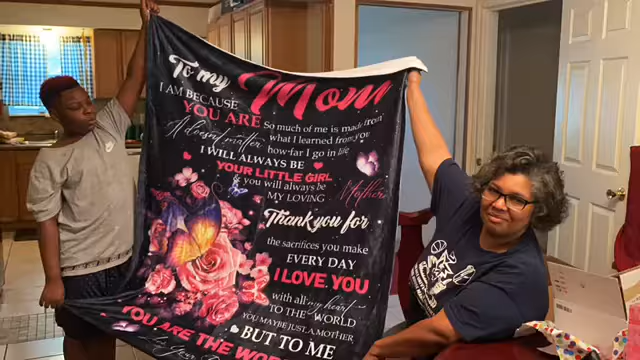 To my Mom
I AM BECAUSE
YOU ARE
So much of me is made from
what I learned from you
It doesn't matter
how far I go in life
I WILL ALWAYS BE
YOUR LITTLE GIRL
& you will always be
MY LOVING
Mother
Thank you for
the sacrifices you make
EVERY DAY
I LOVE YOU
with all my heart
TO THE WORLD
YOU MAYBE JUST A MOTHER
BUT TO ME
YOU ARE THE WOR